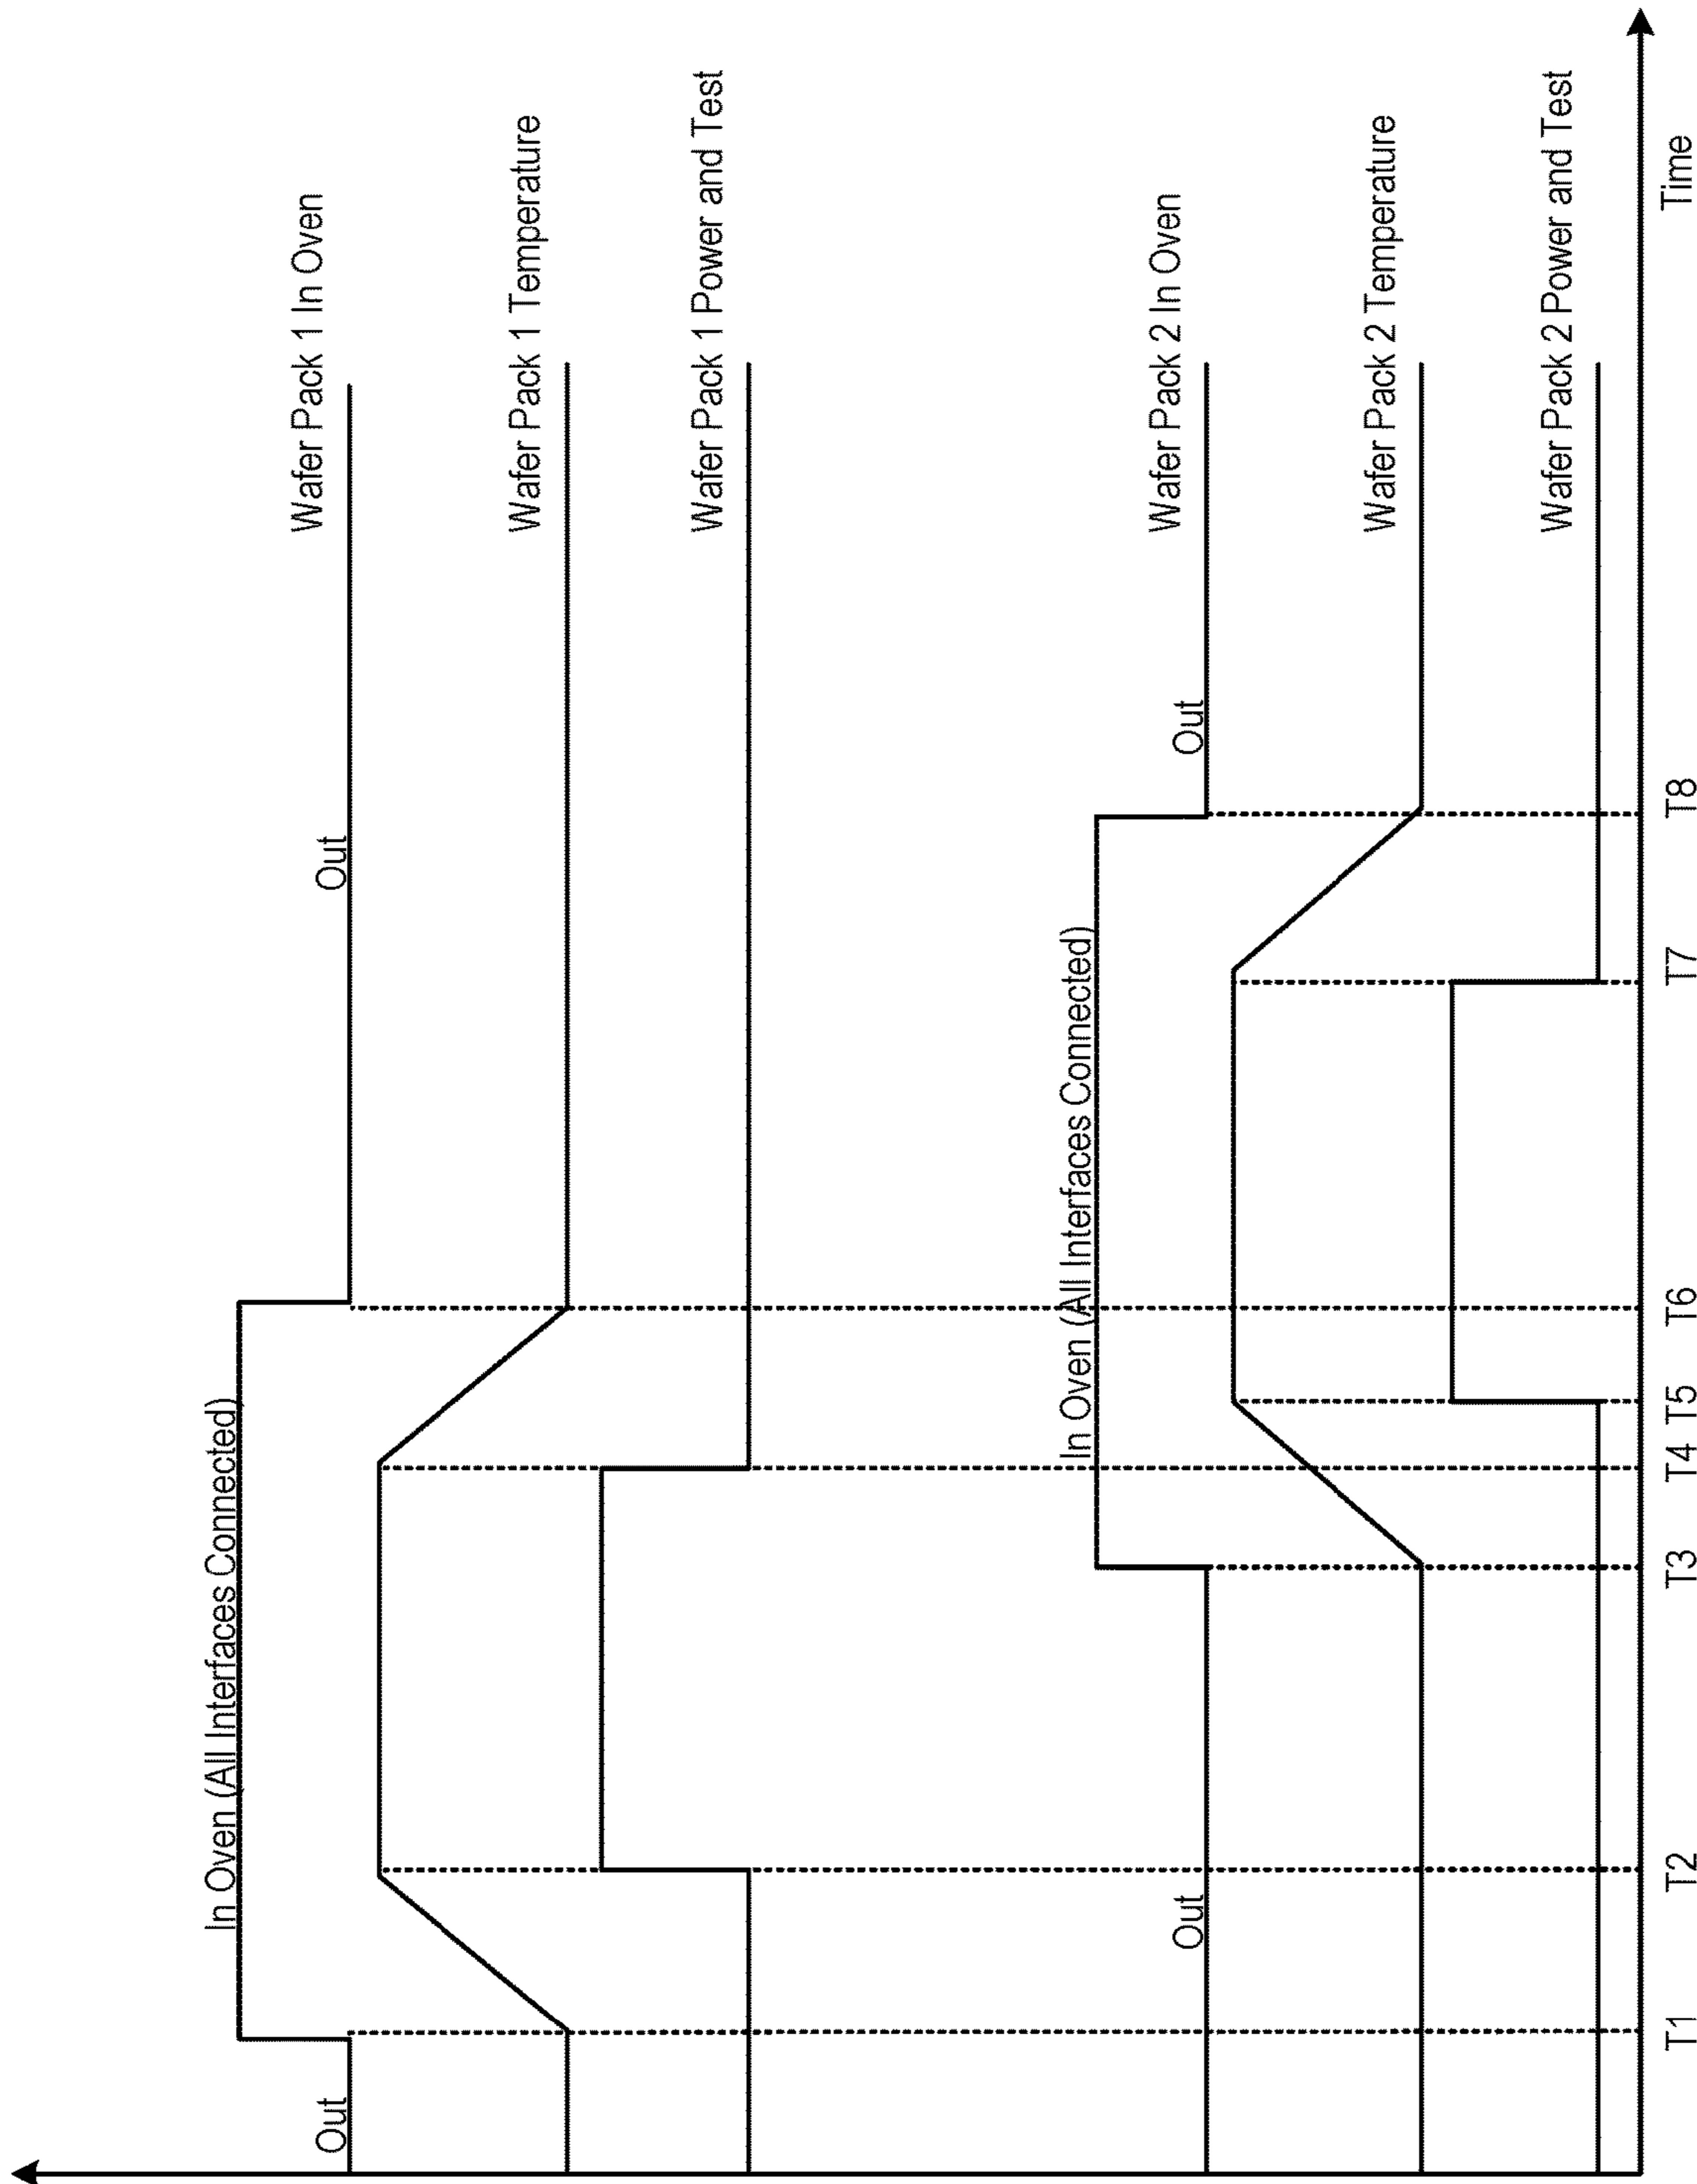 In Oven (All Interfaces Connected)
Out
Out
Wafer Pack 1 In Oven
Wafer Pack 1 Temperature
Wafer Pack 1 Power and Test
In Oven (All Interfaces Connected)
Out
Out
Wafer Pack 2 In Oven
Wafer Pack 2 Temperature
Wafer Pack 2 Power and Test
T1 T2 T3 T4 T5 T6 T7 T8 Time